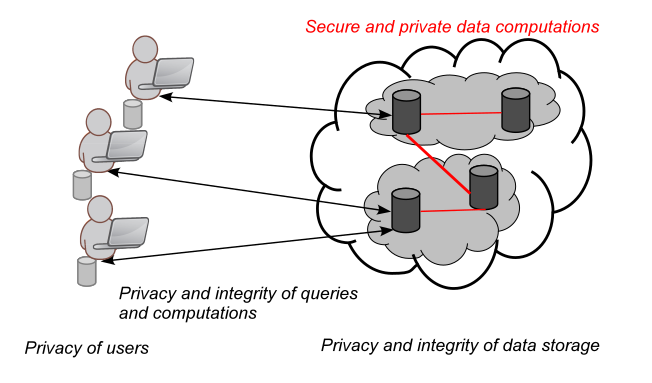 Secure and private data computations
Privacy and integrity of queries
and computations
Privacy of users
Privacy and integrity of data storage